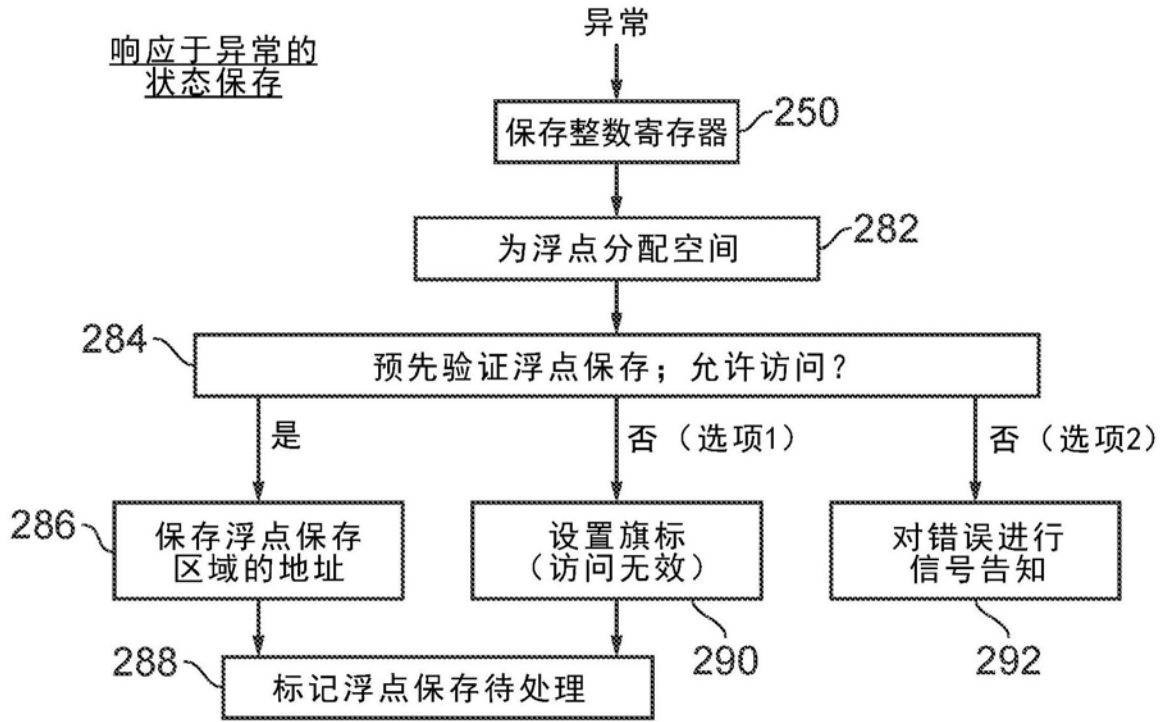 响应于异常的
状态保存
异常
保存整数寄存器
250
为浮点分配空间
282
284
预先验证浮点保存；允许访问？
是
否（选项1）
否（选项2）
286
保存浮点保存
区域的地址
设置旗标
（访问无效）
对错误进行
信号告知
288
标记浮点保存待处理
290
292